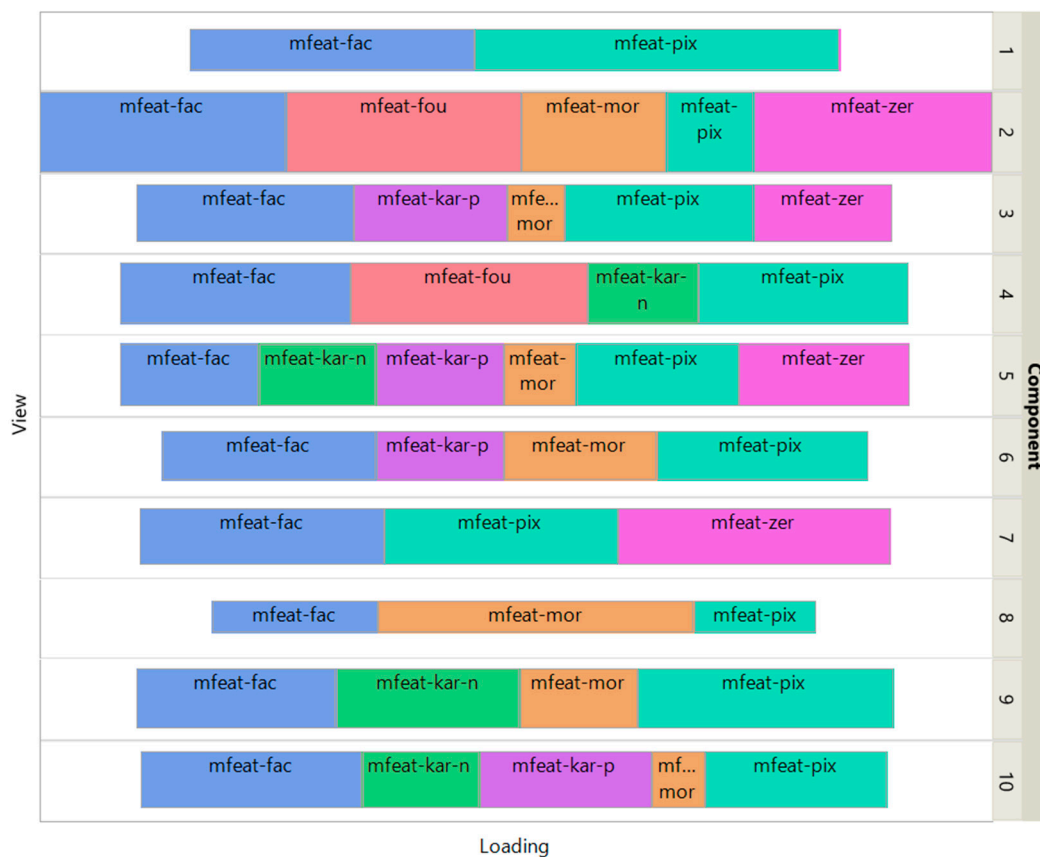 mfeat-fac mfeat-pix 1
mfeat-fac mfeat-fou mfeat-mor mfeat-
pix mfeat-zer 2
mfeat-fac mfeat-kar-p mfe...
mor mfeat-pix mfeat-zer 3
mfeat-fac mfeat-fou mfeat-kar-
n mfeat-pix 4
mfeat-fac mfeat-kar-n mfeat-kar-p mfeat-
mor mfeat-pix mfeat-zer 5
mfeat-fac mfeat-kar-p mfeat-mor mfeat-pix 6
mfeat-fac mfeat-pix mfeat-zer 7
mfeat-fac mfeat-mor mfeat-pix 8
mfeat-fac mfeat-kar-n mfeat-mor mfeat-pix 9
mfeat-fac mfeat-kar-n mfeat-kar-p mf...
mor mfeat-pix 10
View
Component
Loading